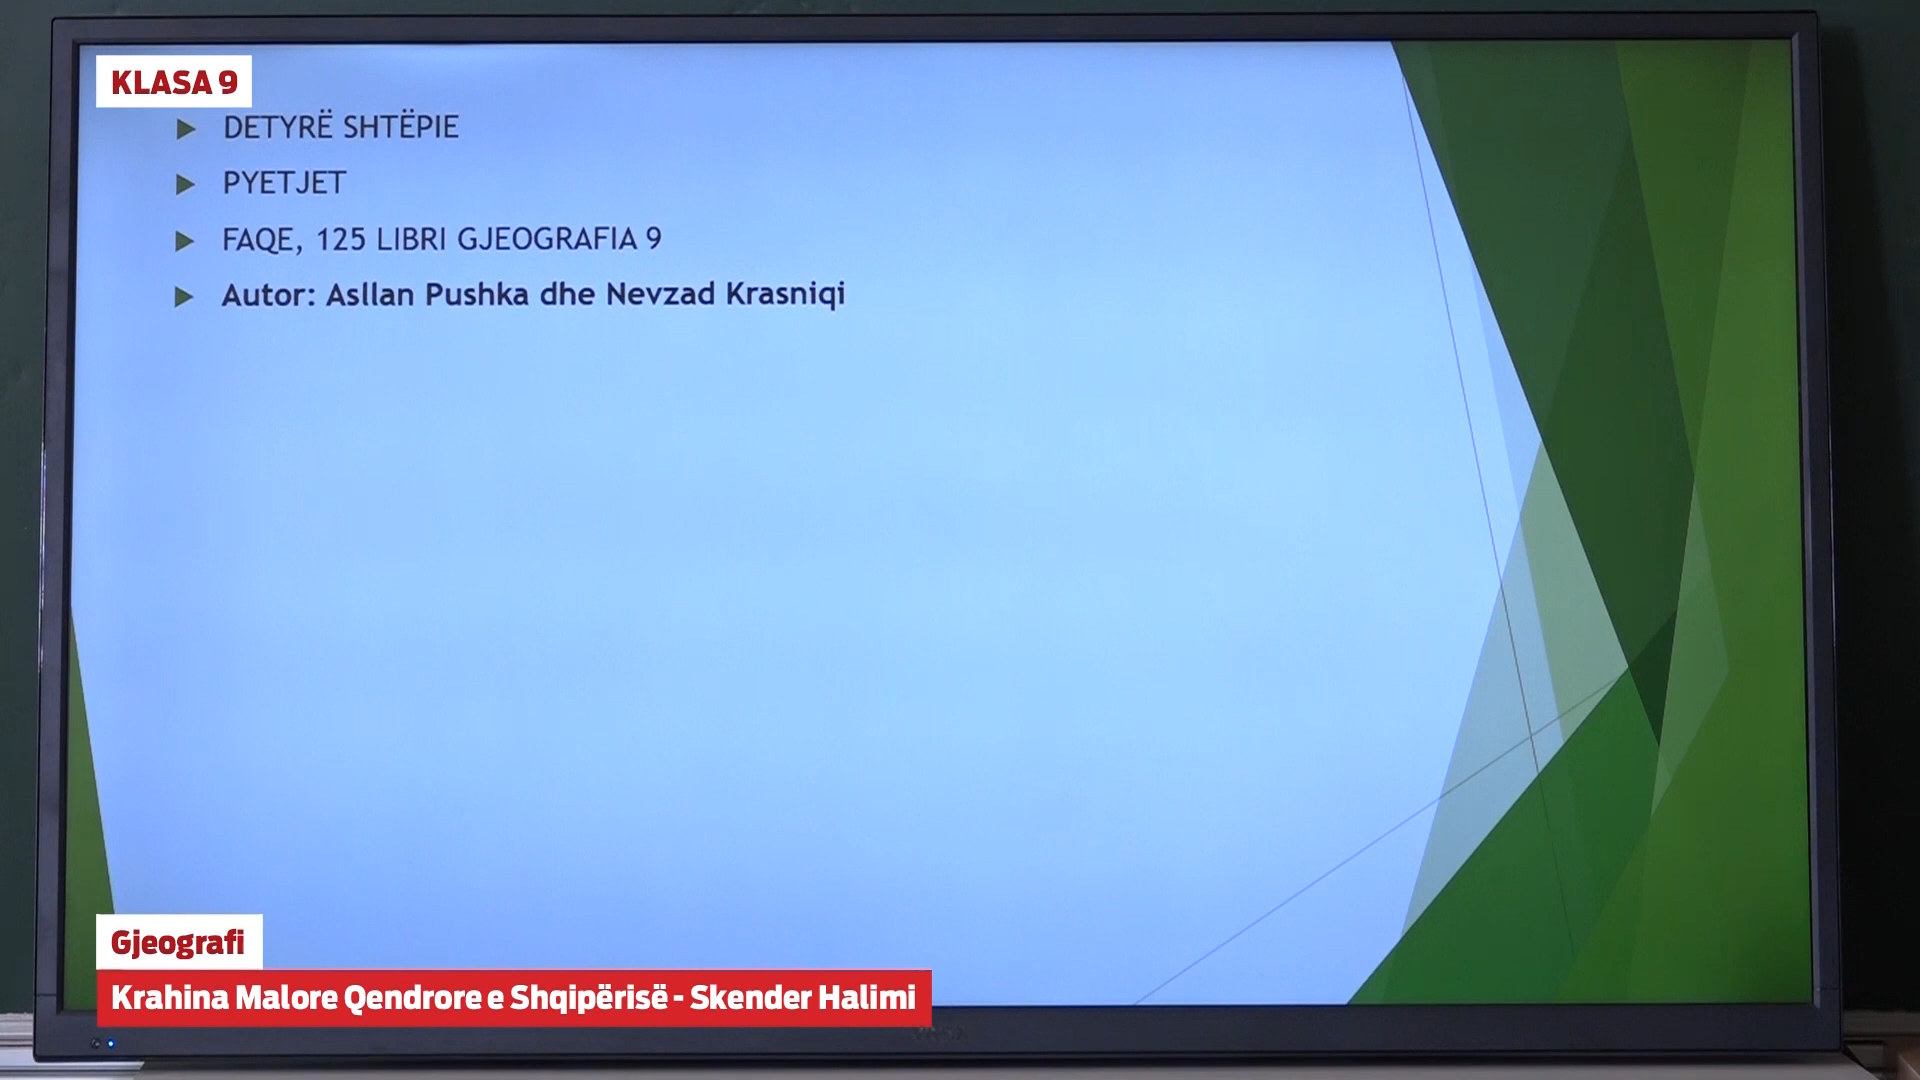 KLASA 9
DETYRË SHTËPIE
PYETJET
FAQE, 125 LIBRI GJEOGRAFIA 9
Autor: Asllan Pushka dhe Nevzad Krasniqi
Gjeografi
Krahina Malore Qendrore e Shqipërisë - Skender Halimi